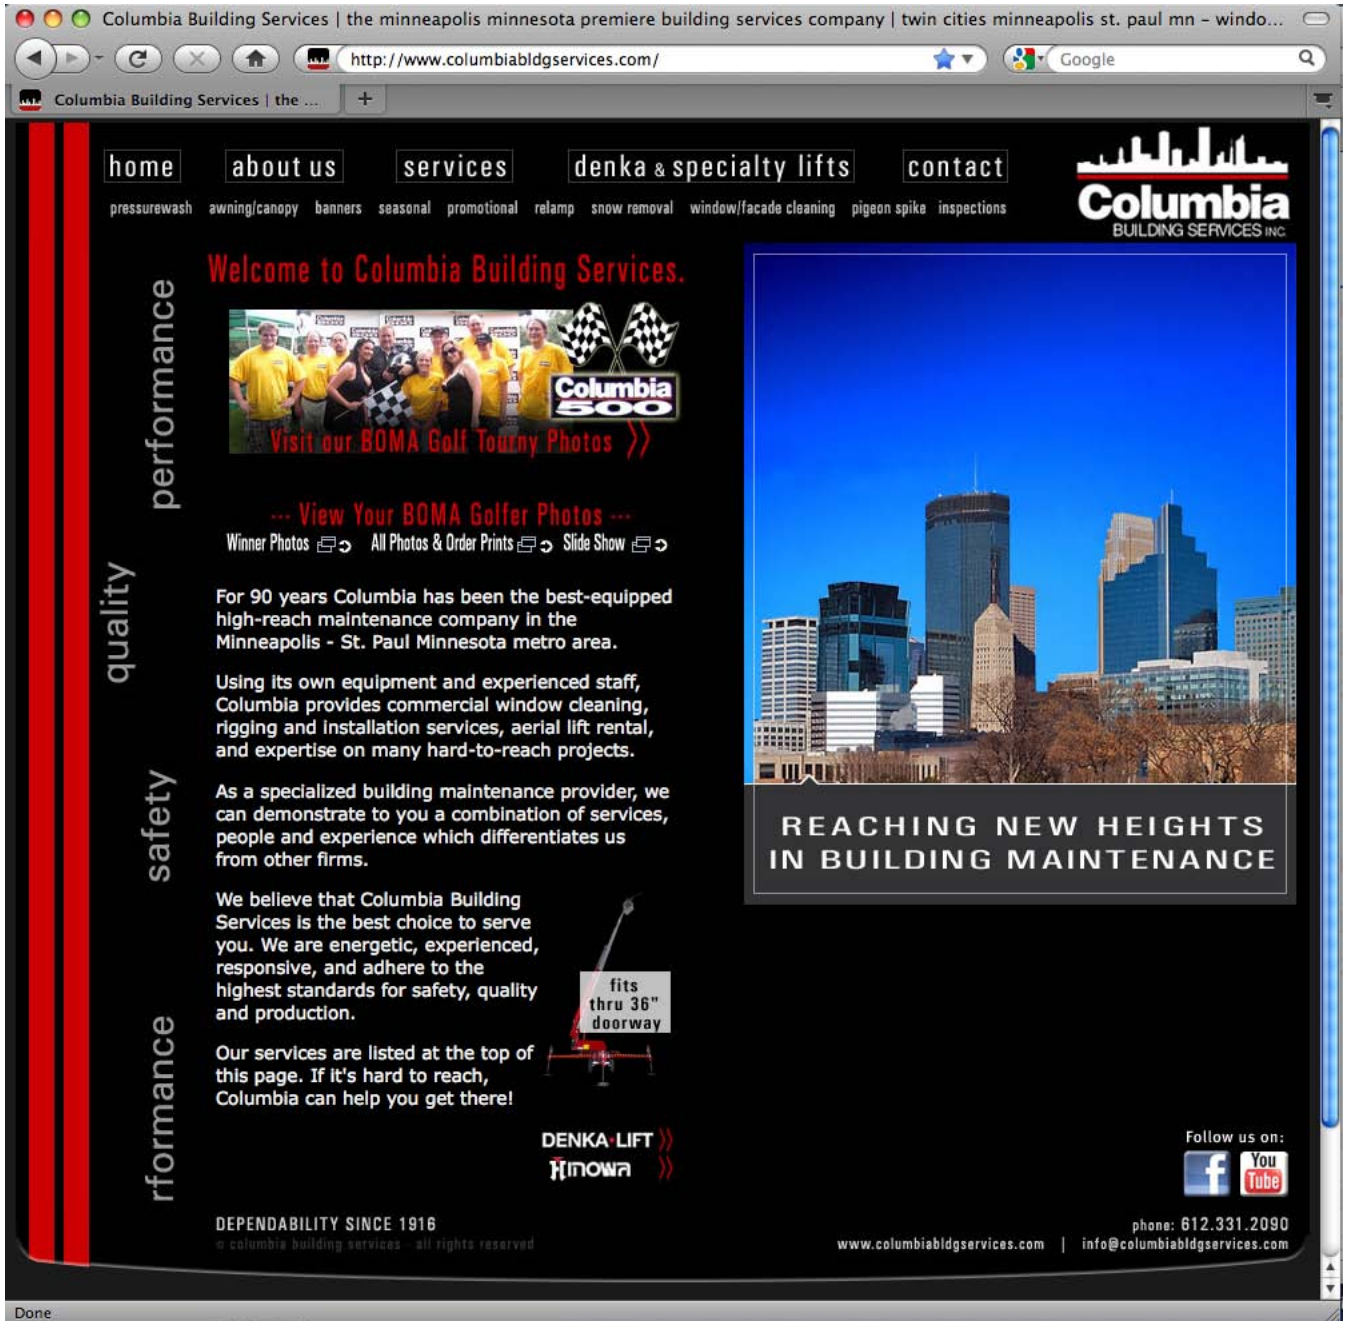 Columbia Building Services | the minneapolis minnesota premiere building services company | twin cities minneapolis st. paul mn – windo...
http://www.columbiabldgservices.com/
Google
Columbia Building Services | the ...
home about us services denka & specialty lifts contact
pressurewash awning/canopy banners seasonal promotional relamp snow removal window/facade cleaning pigeon spike inspections
Columbia
BUILDING SERVICES INC.
performance
quality
safety
rformance
Welcome to Columbia Building Services.
Columbia
500
Visit our BOMA Golf Tourny Photos
--- View Your BOMA Golfer Photos ---
Winner Photos All Photos & Order Prints Slide Show
For 90 years Columbia has been the best-equipped
high-reach maintenance company in the
Minneapolis - St. Paul Minnesota metro area.
Using its own equipment and experienced staff,
Columbia provides commercial window cleaning,
rigging and installation services, aerial lift rental,
and expertise on many hard-to-reach projects.
As a specialized building maintenance provider, we
can demonstrate to you a combination of services,
people and experience which differentiates us
from other firms.
We believe that Columbia Building
Services is the best choice to serve
you. We are energetic, experienced,
responsive, and adhere to the
highest standards for safety, quality
and production.
fits
thru 36"
doorway
Our services are listed at the top of
this page. If it's hard to reach,
Columbia can help you get there!
DENKA•LIFT
HINOWA
REACHING NEW HEIGHTS
IN BUILDING MAINTENANCE
Follow us on:
f
You
Tube
DEPENDABILITY SINCE 1916
© columbia building services - all rights reserved
phone: 612.331.2090
www.columbiabldgservices.com | info@columbiabldgservices.com
Done